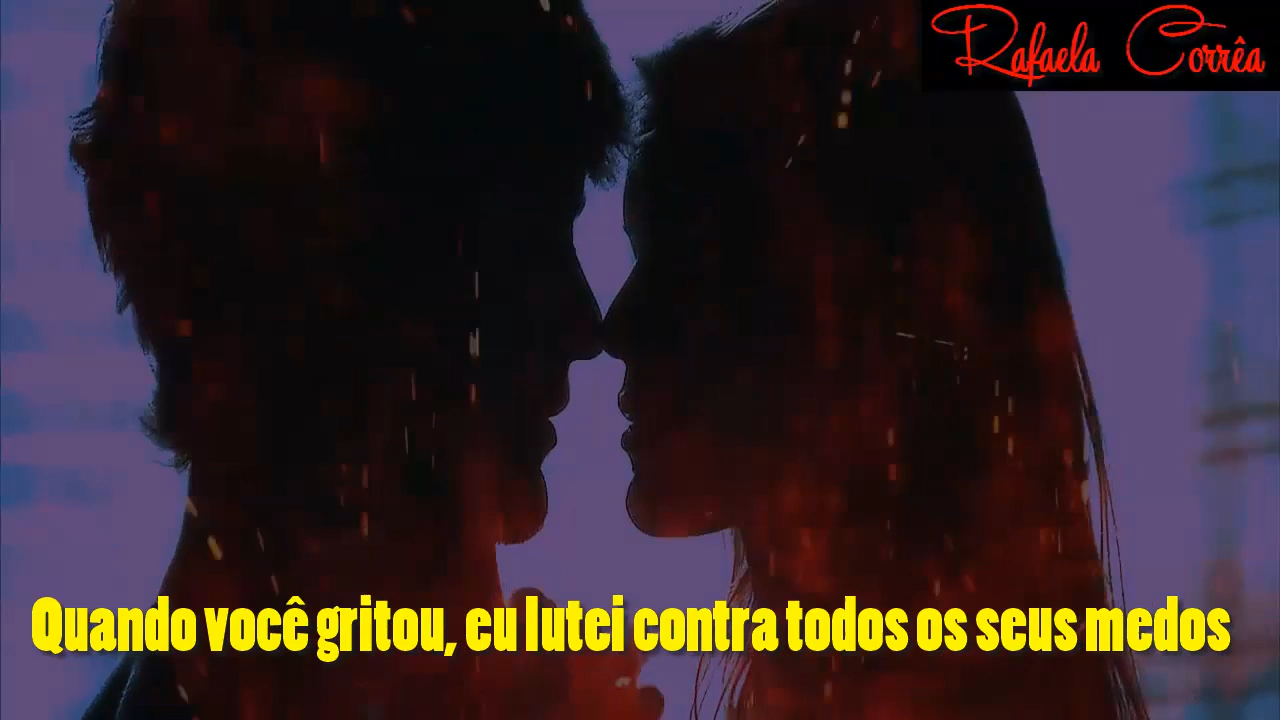 Rafaela Corrêa
Quando você gritou, eu lutei contra todos os seus medos